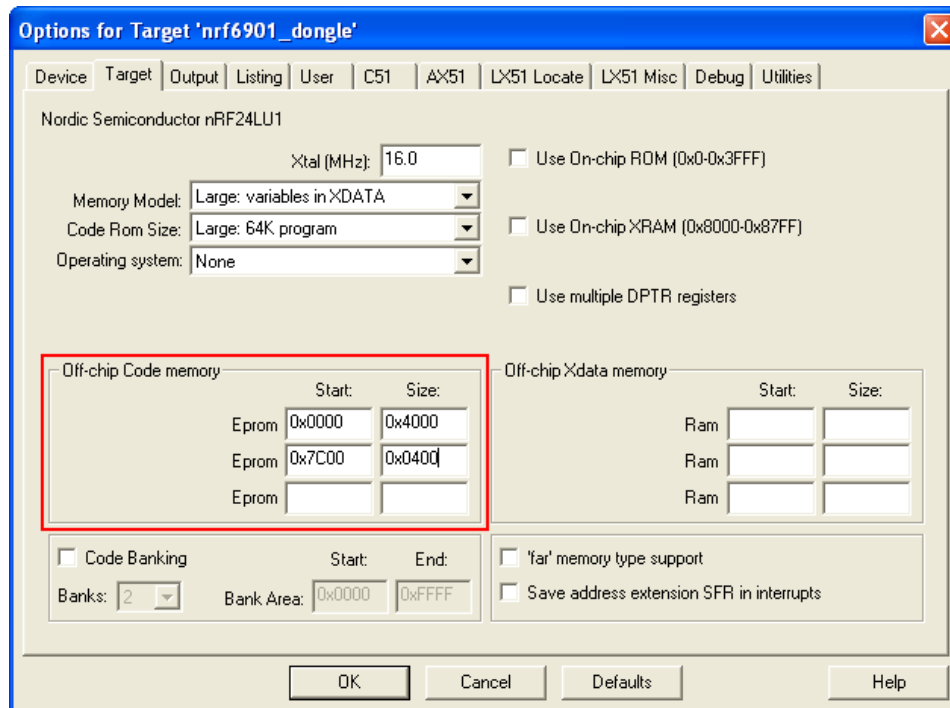 Options for Target 'nrf6901_dongle'
Device Target Output Listing User C51 AX51 LX51 Locate LX51 Misc Debug Utilities
Nordic Semiconductor nRF24LU1
Xtal (MHz): 16.0
Use On-chip ROM (0x0-0x3FFF)
Memory Model: Large: variables in XDATA
Code Rom Size: Large: 64K program
Use On-chip XRAM (0x8000-0x87FF)
Operating system: None
Use multiple DPTR registers
Off-chip Code memory
Start: Size:
Eprom 0x0000 0x4000
Eprom 0x7C00 0x0400
Eprom
Off-chip Xdata memory
Start: Size:
Ram
Ram
Ram
Code Banking Start: End:
Banks: 2 Bank Area: 0x0000 0xFFFF
'far' memory type support
Save address extension SFR in interrupts
OK Cancel Defaults Help